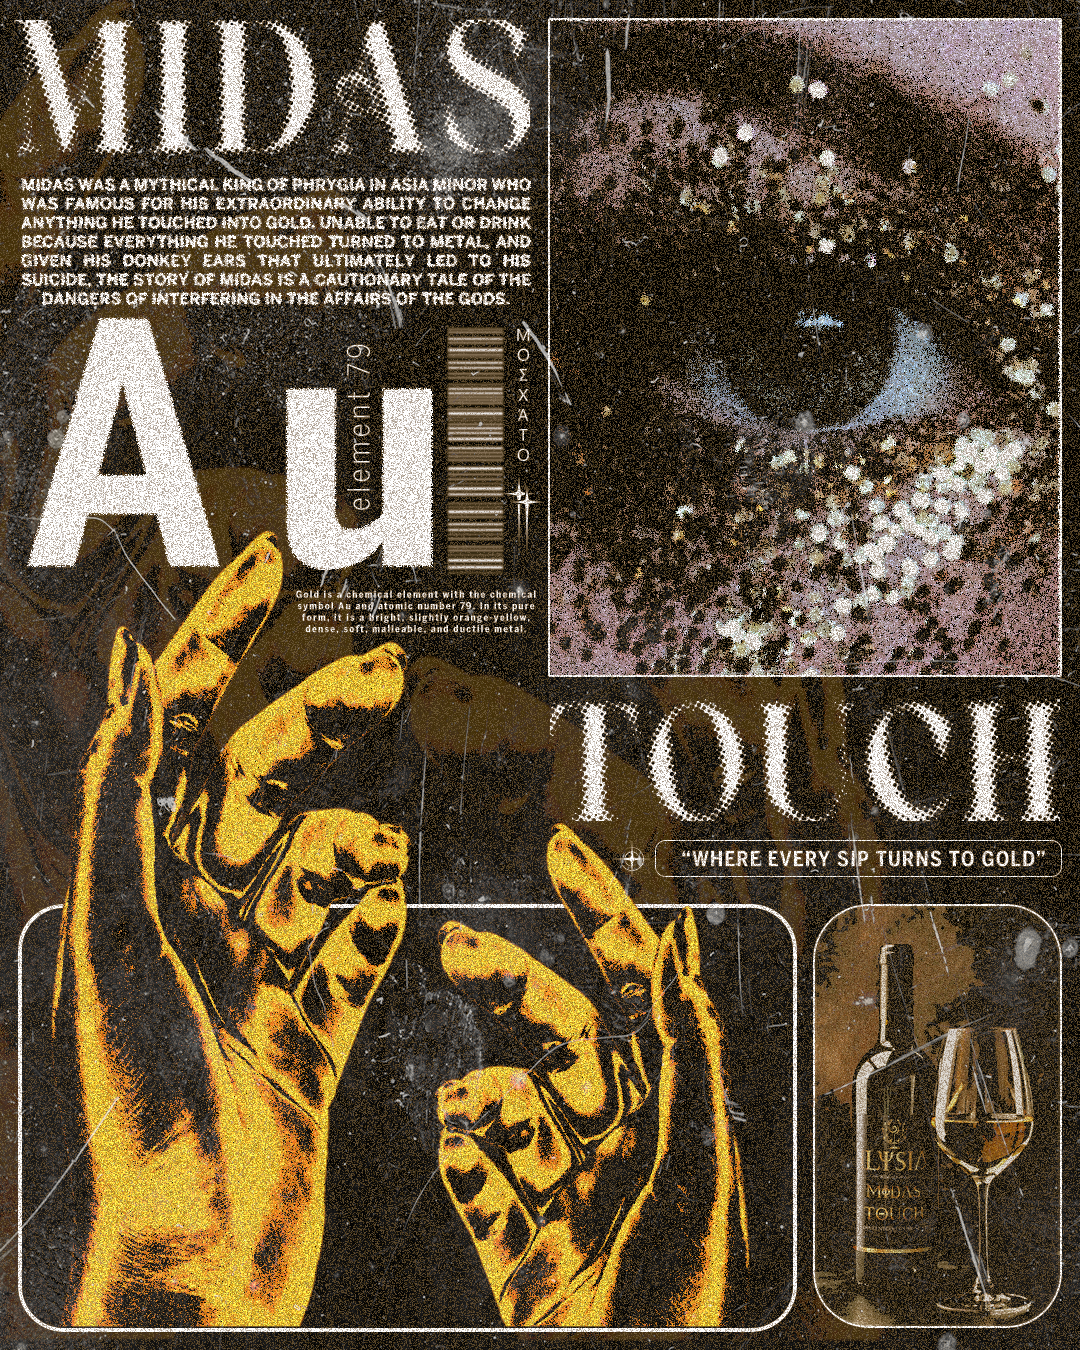 MIDAS
MIDAS WAS A MYTHICAL KING OF PHRYGIA IN ASIA MINOR WHO
WAS FAMOUS FOR HIS EXTRAORDINARY ABILITY TO CHANGE
ANYTHING HE TOUCHED INTO GOLD. UNABLE TO EAT OR DRINK
BECAUSE EVERYTHING HE TOUCHED TURNED TO METAL, AND
GIVEN HIS DONKEY EARS THAT ULTIMATELY LED TO HIS
SUICIDE, THE STORY OF MIDAS IS A CAUTIONARY TALE OF THE
DANGERS OF INTERFERING IN THE AFFAIRS OF THE GODS.
Au
element 79
ΜΟΣΧΑΤΟ
Gold is a chemical element with the chemical
symbol Au and atomic number 79. In its pure
form, it is a bright, slightly orange-yellow,
dense, soft, malleable, and ductile metal.
TOUCH
“WHERE EVERY SIP TURNS TO GOLD”
LYSIA
MIDAS
TOUCH